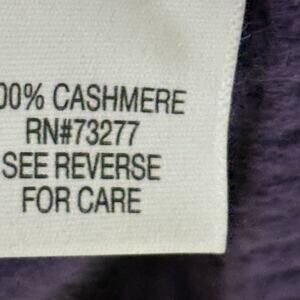 00% CASHMERE
RN#73277
SEE REVERSE
FOR CARE